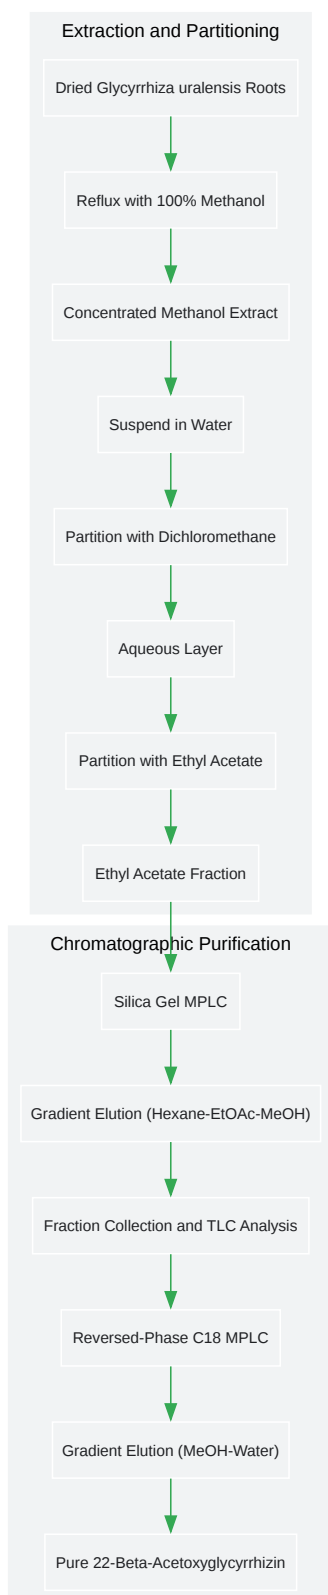 Extraction and Partitioning
Dried Glycyrrhiza uralensis Roots
Reflux with 100% Methanol
Concentrated Methanol Extract
Suspend in Water
Partition with Dichloromethane
Aqueous Layer
Partition with Ethyl Acetate
Ethyl Acetate Fraction
Chromatographic Purification
Silica Gel MPLC
Gradient Elution (Hexane-EtOAc-MeOH)
Fraction Collection and TLC Analysis
Reversed-Phase C18 MPLC
Gradient Elution (MeOH-Water)
Pure 22-Beta-Acetoxyglycyrrhizin